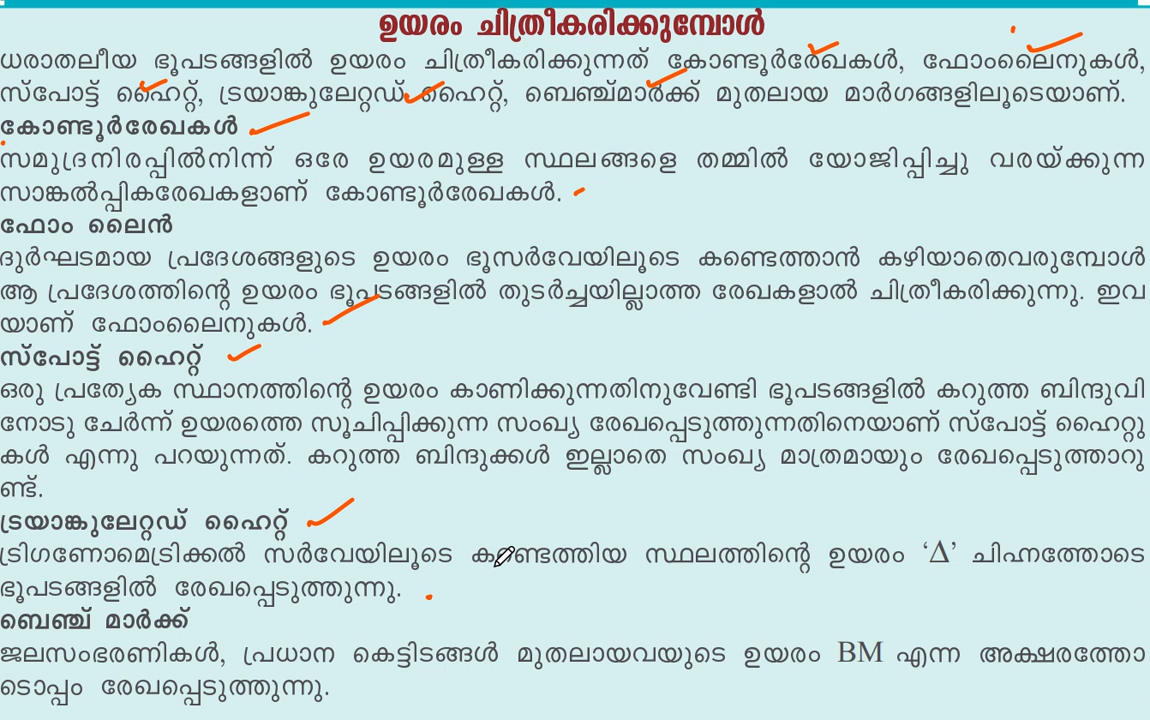 ഉയരം ചിത്രീകരിക്കുമ്പോൾ
ധരാതലീയ ഭൂപടങ്ങളിൽ ഉയരം ചിത്രീകരിക്കുന്നത് കോണ്ടൂർരേഖകൾ, ഫോംലൈനുകൾ,
സ്പോട്ട് ഹൈറ്റ്, ട്രയാങ്കുലേറ്റഡ് ഹൈറ്റ്, ബെഞ്ച്മാർക്ക് മുതലായ മാർഗങ്ങളിലൂടെയാണ്.
കോണ്ടൂർരേഖകൾ
സമുദ്രനിരപ്പിൽനിന്ന് ഒരേ ഉയരമുള്ള സ്ഥലങ്ങളെ തമ്മിൽ യോജിപ്പിച്ചു വരയ്ക്കുന്ന
സാങ്കൽപ്പികരേഖകളാണ് കോണ്ടൂർരേഖകൾ.
ഫോം ലൈൻ
ദുർഘടമായ പ്രദേശങ്ങളുടെ ഉയരം ഭൂസർവേയിലൂടെ കണ്ടെത്താൻ കഴിയാതെവരുമ്പോൾ
ആ പ്രദേശത്തിന്റെ ഉയരം ഭൂപടങ്ങളിൽ തുടർച്ചയില്ലാത്ത രേഖകളാൽ ചിത്രീകരിക്കുന്നു. ഇവ
യാണ് ഫോംലൈനുകൾ.
സ്പോട്ട് ഹൈറ്റ്
ഒരു പ്രത്യേക സ്ഥാനത്തിന്റെ ഉയരം കാണിക്കുന്നതിനുവേണ്ടി ഭൂപടങ്ങളിൽ കറുത്ത ബിന്ദുവി
നോടു ചേർന്ന് ഉയരത്തെ സൂചിപ്പിക്കുന്ന സംഖ്യ രേഖപ്പെടുത്തുന്നതിനെയാണ് സ്പോട്ട് ഹൈറ്റു
കൾ എന്നു പറയുന്നത്. കറുത്ത ബിന്ദുക്കൾ ഇല്ലാതെ സംഖ്യ മാത്രമായും രേഖപ്പെടുത്താറു
ണ്ട്.
ട്രയാങ്കുലേറ്റഡ് ഹൈറ്റ്
ട്രിഗണോമെട്രിക്കൽ സർവേയിലൂടെ കണ്ടത്തിയ സ്ഥലത്തിന്റെ ഉയരം ‘Δ’ ചിഹ്നത്തോടെ
ഭൂപടങ്ങളിൽ രേഖപ്പെടുത്തുന്നു.
ബെഞ്ച് മാർക്ക്
ജലസംഭരണികൾ, പ്രധാന കെട്ടിടങ്ങൾ മുതലായവയുടെ ഉയരം BM എന്ന അക്ഷരത്തോ
ടൊപ്പം രേഖപ്പെടുത്തുന്നു.